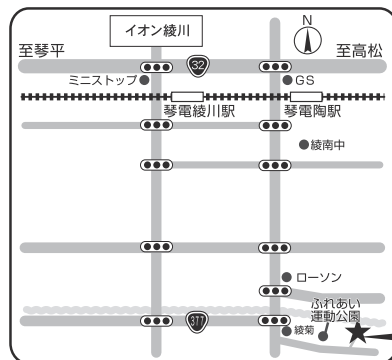 イオン綾川
N
至琴平
至高松
32
ミニストップ
GS
琴電綾川駅
琴電陶駅
綾南中
ローソン
ふれあい
運動公園
377
綾菊